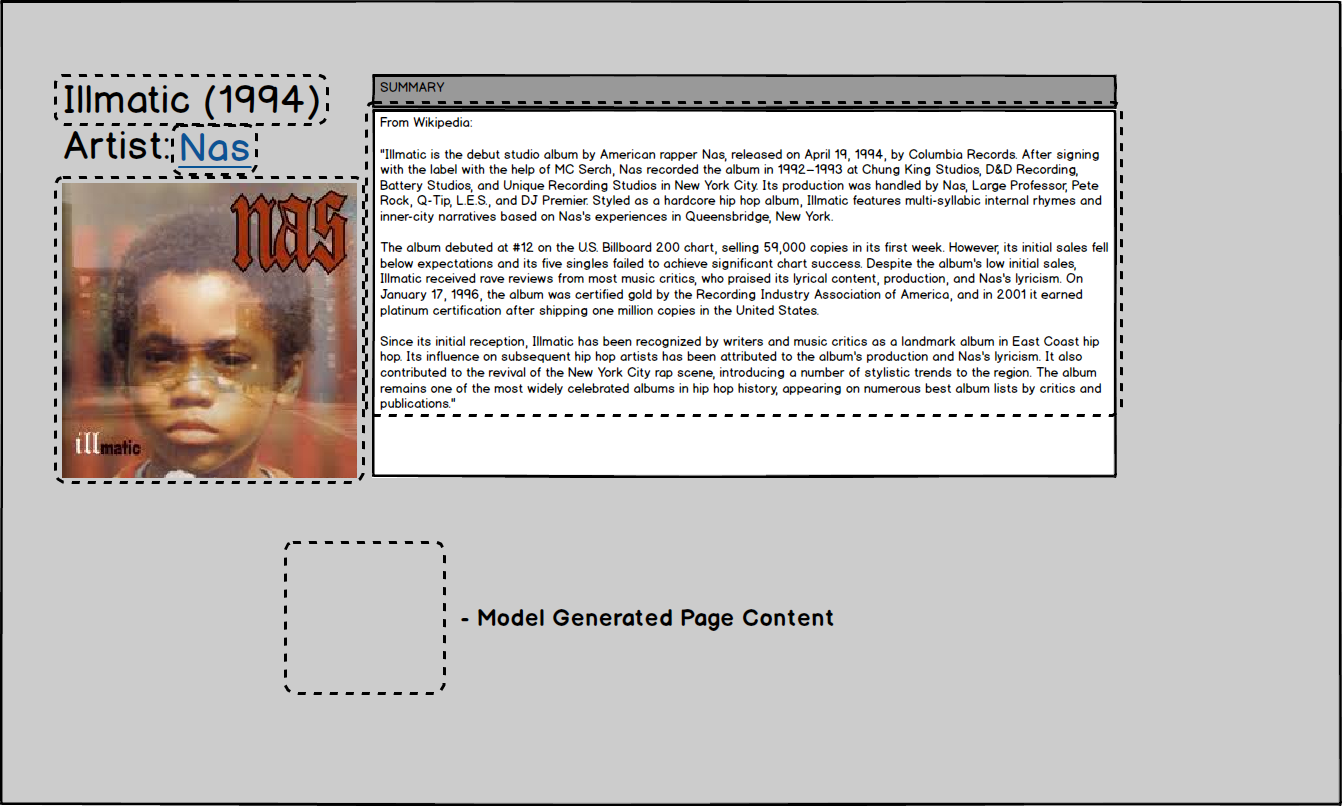 Illmatic (1994)
Artist: Nas
nas
illmatic
SUMMARY
From Wikipedia:
"Illmatic is the debut studio album by American rapper Nas, released on April 19, 1994, by Columbia Records. After signing
with the label with the help of MC Serch, Nas recorded the album in 1992–1993 at Chung King Studios, D&D Recording,
Battery Studios, and Unique Recording Studios in New York City. Its production was handled by Nas, Large Professor, Pete
Rock, Q-Tip, L.E.S., and DJ Premier. Styled as a hardcore hip hop album, Illmatic features multi-syllabic internal rhymes and
inner-city narratives based on Nas's experiences in Queensbridge, New York.
The album debuted at #12 on the U.S. Billboard 200 chart, selling 59,000 copies in its first week. However, its initial sales fell
below expectations and its five singles failed to achieve significant chart success. Despite the album's low initial sales,
Illmatic received rave reviews from most music critics, who praised its lyrical content, production, and Nas's lyricism. On
January 17, 1996, the album was certified gold by the Recording Industry Association of America, and in 2001 it earned
platinum certification after shipping one million copies in the United States.
Since its initial reception, Illmatic has been recognized by writers and music critics as a landmark album in East Coast hip
hop. Its influence on subsequent hip hop artists has been attributed to the album's production and Nas's lyricism. It also
contributed to the revival of the New York City rap scene, introducing a number of stylistic trends to the region. The album
remains one of the most widely celebrated albums in hip hop history, appearing on numerous best album lists by critics and
publications."
- Model Generated Page Content